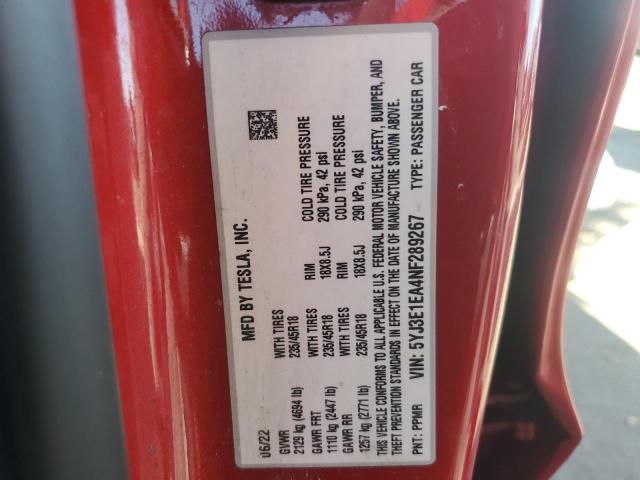 MFD BY TESLA, INC.
06/22
GVWR WITH TIRES RIM COLD TIRE PRESSURE
2129 kg (4694 lb) 235/45R18 18X8.5J 290 kPa, 42 psi
GAWR FRT WITH TIRES RIM COLD TIRE PRESSURE
1110 kg (2447 lb) 235/45R18 18X8.5J 290 kPa, 42 psi
GAWR RR WITH TIRES
1257 kg (2771 lb) 235/45R18
THIS VEHICLE CONFORMS TO ALL APPLICABLE U.S. FEDERAL MOTOR VEHICLE SAFETY, BUMPER, AND
THEFT PREVENTION STANDARDS IN EFFECT ON THE DATE OF MANUFACTURE SHOWN ABOVE.
VIN: 5YJ3E1EA4NF289267 TYPE: PASSENGER CAR
PNT: PPMR